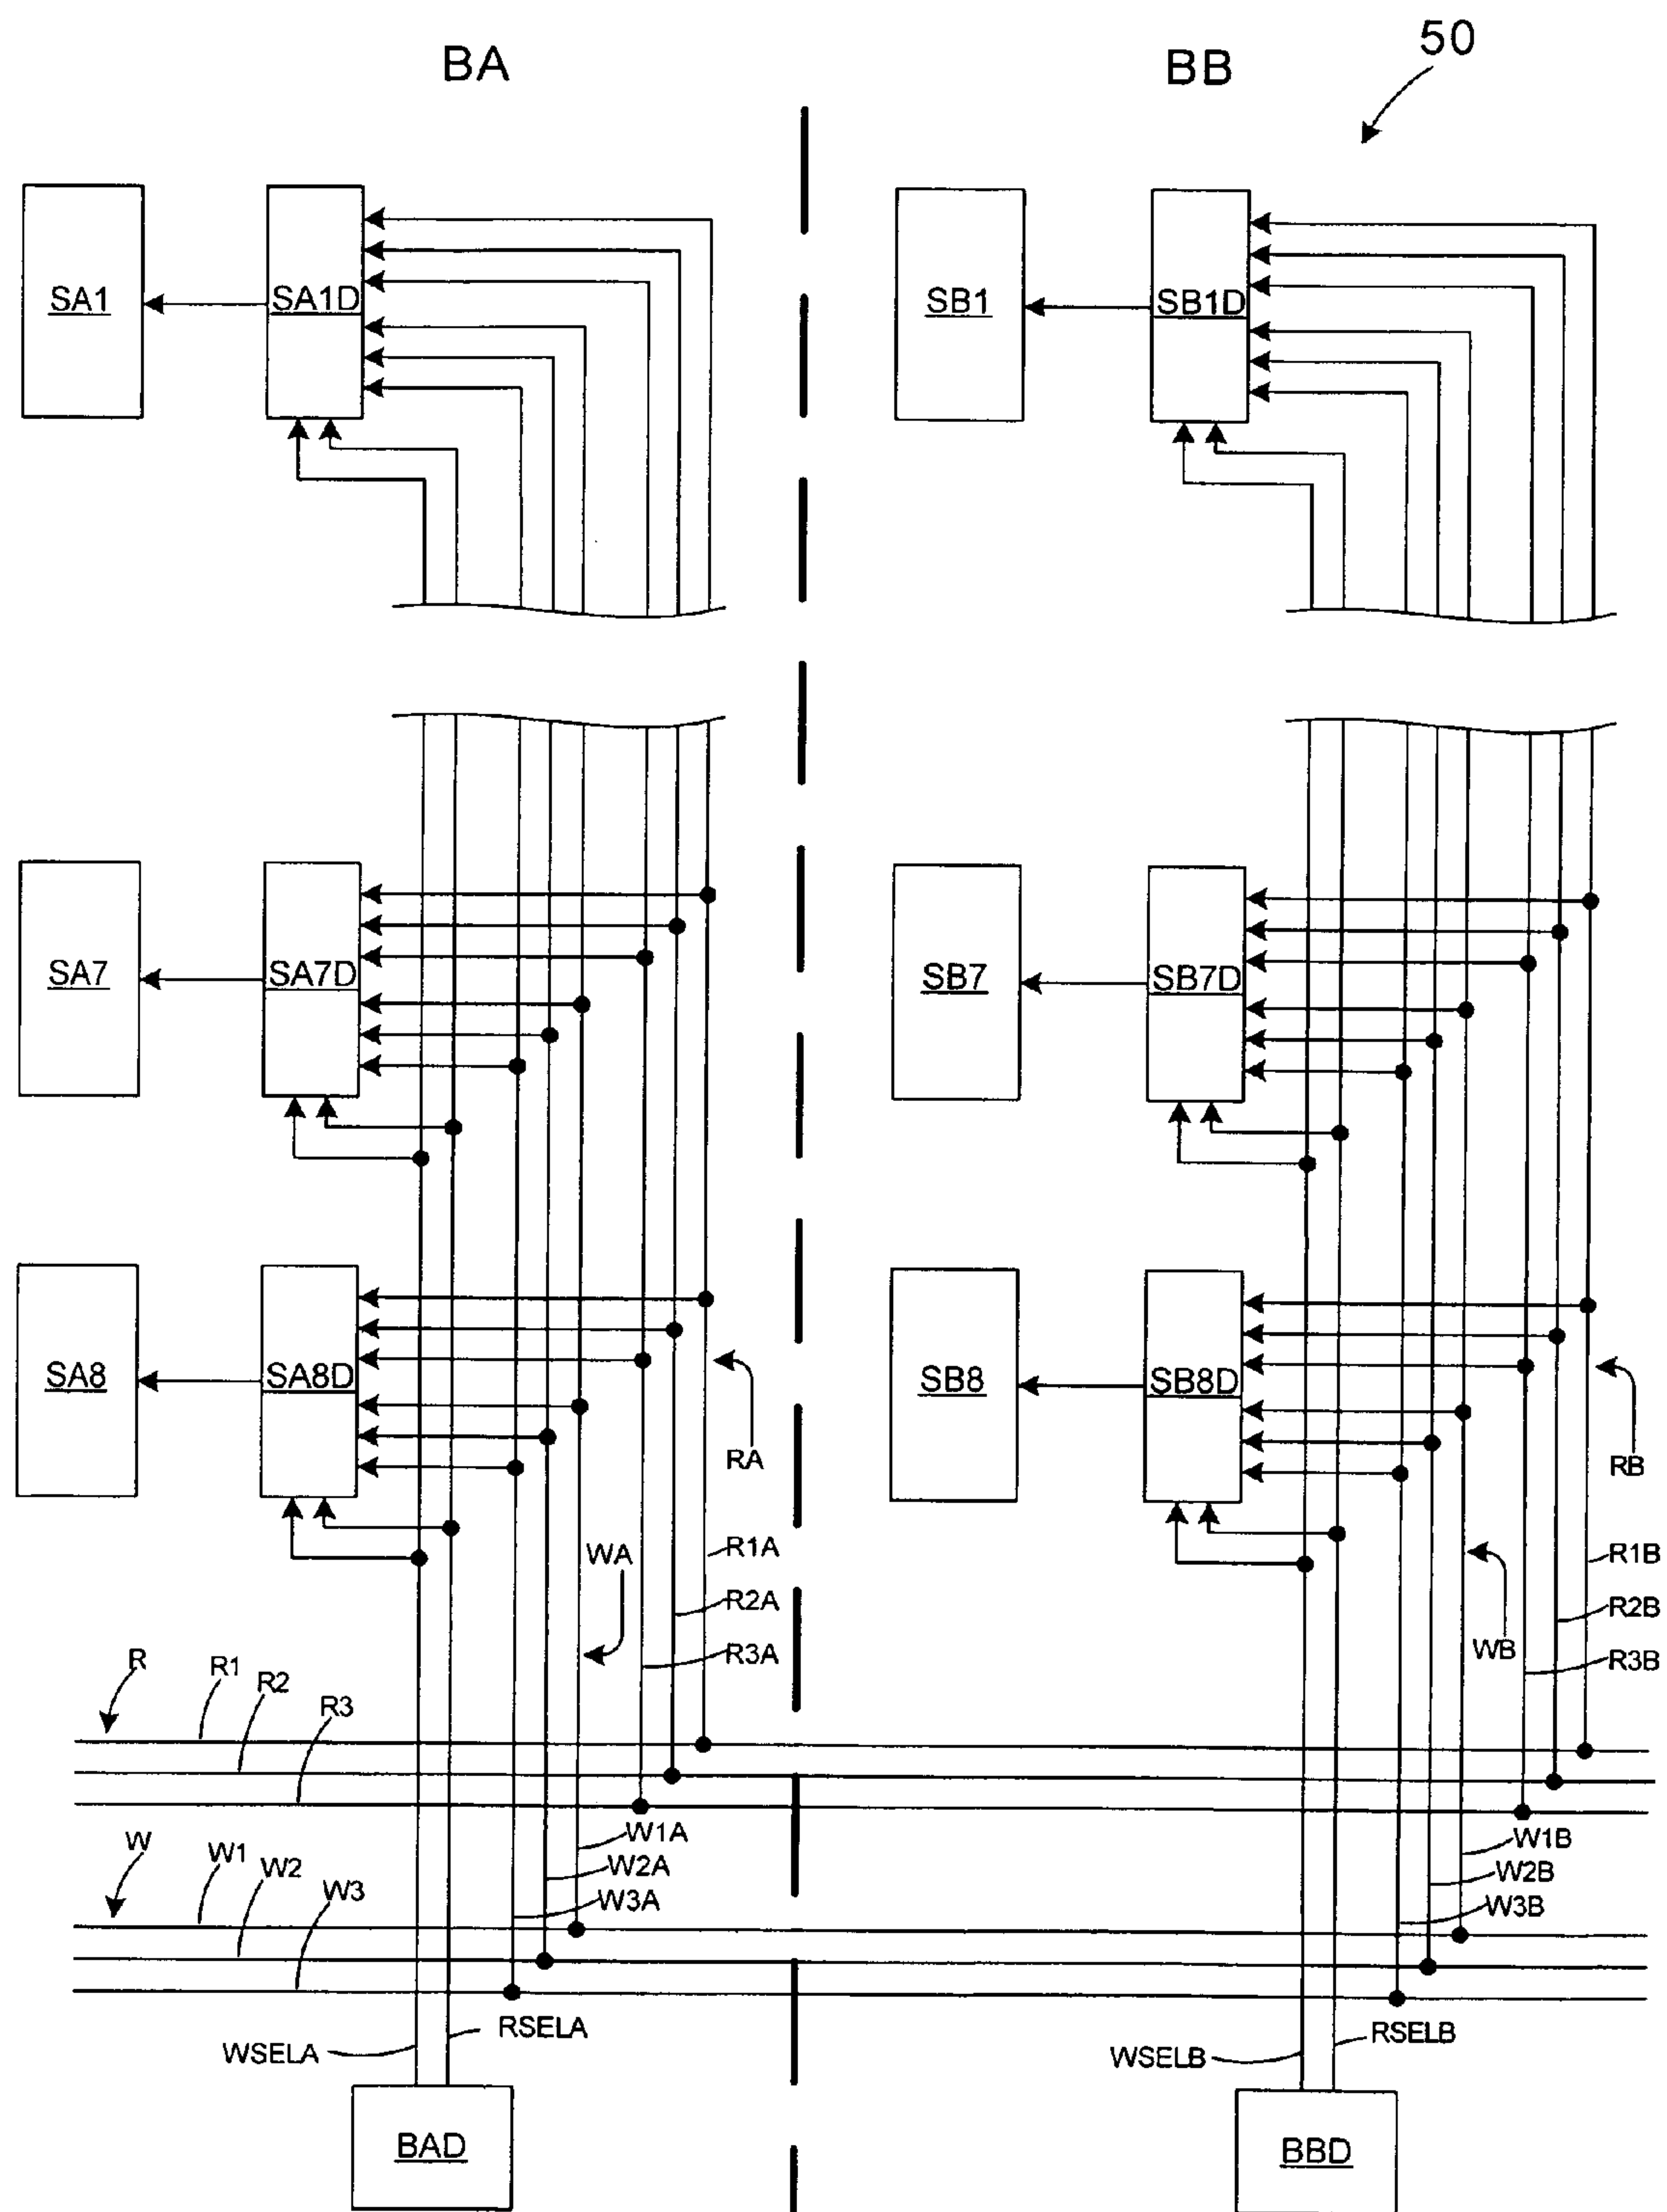 BA
BB
50
SA1
SA1D
SB1
SB1D
SA7
SA7D
SB7
SB7D
SA8
SA8D
SB8
SB8D
RA
RB
WA
R1A
R1B
R2A
R2B
WB
R3A
R3B
R
R1
R2
R3
W
W1
W2
W3
W1A
W2A
W3A
W1B
W2B
W3B
WSELA
RSELA
WSELB
RSELB
BAD
BBD